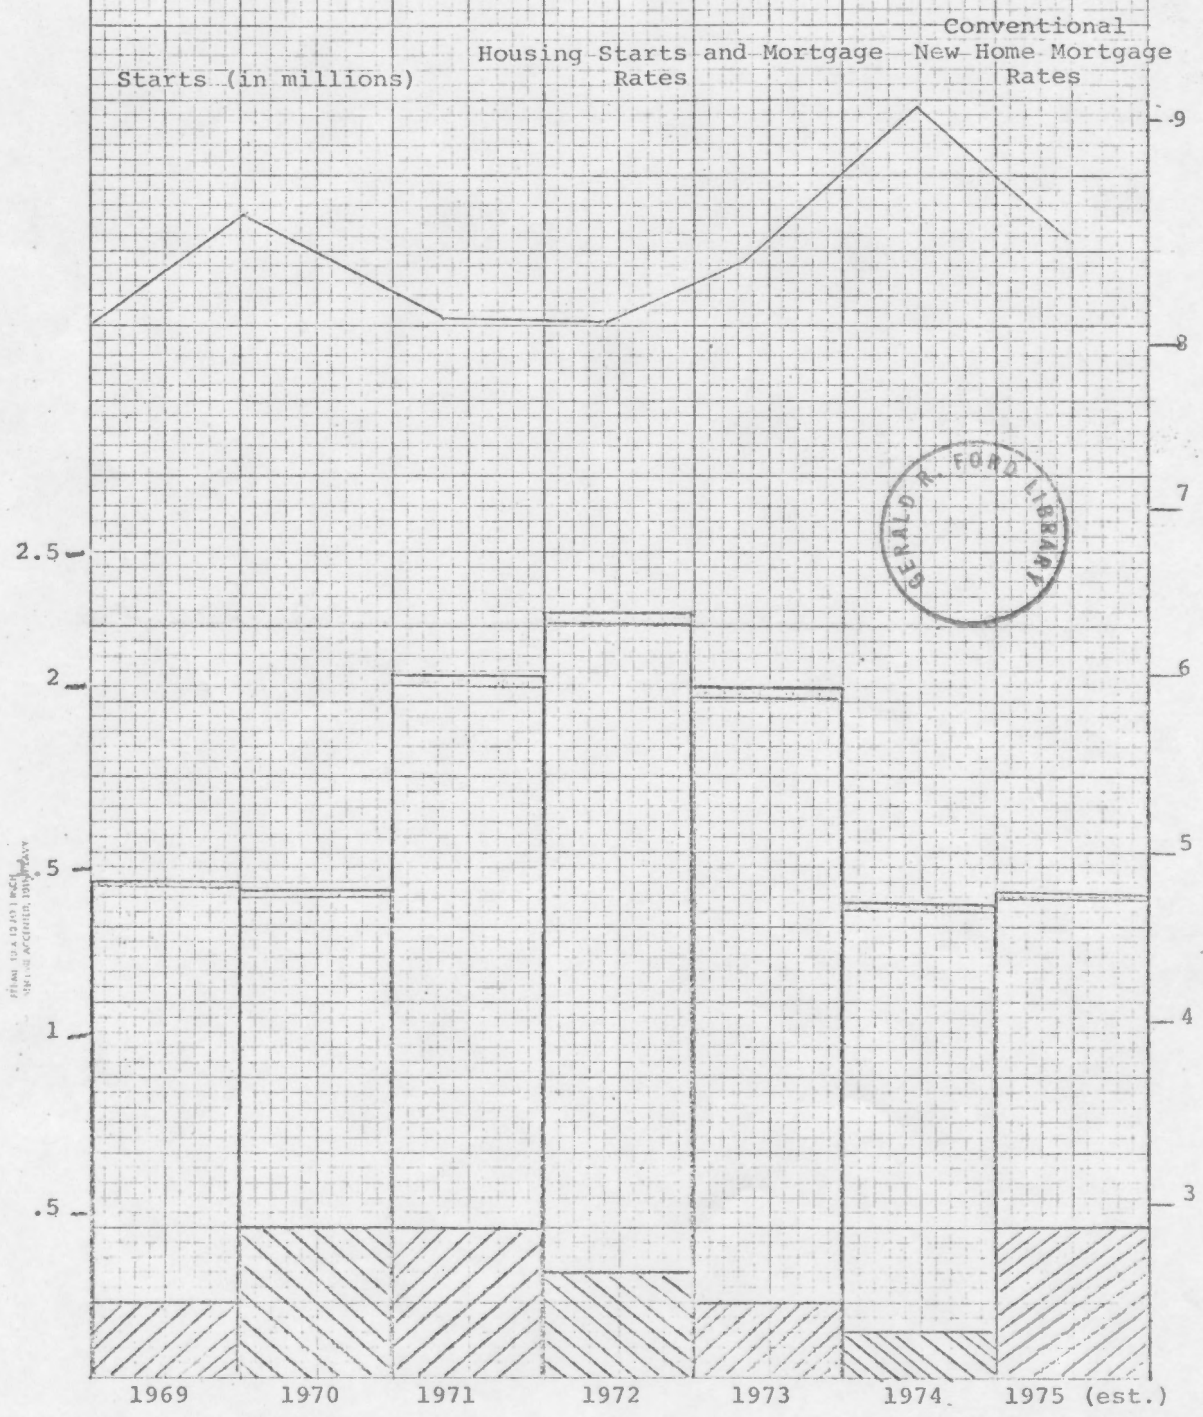 Conventional
Housing Starts and Mortgage New Home Mortgage
Starts (in millions) Rates Rates
9
8
GERALD R. FORD LIBRARY
7
2.5
2
6
.5
5
1
4
.5
3
1969 1970 1971 1972 1973 1974 1975 (est.)